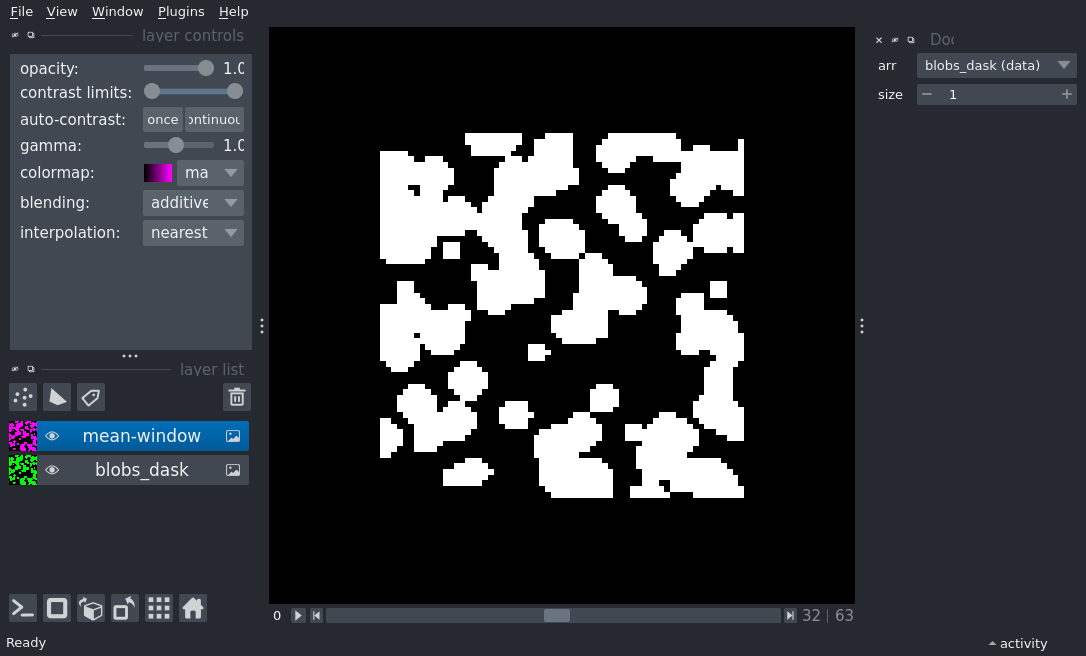 File View Window Plugins Help
layer controls
opacity: 1.0
contrast limits:
auto-contrast: once
gamma: 1.0
colormap: ma
blending: additive
interpolation: nearest
layer list
mean-window
blobs_dask
arr blobs_dask (data)
size 1
0 32 | 63
Ready
activity